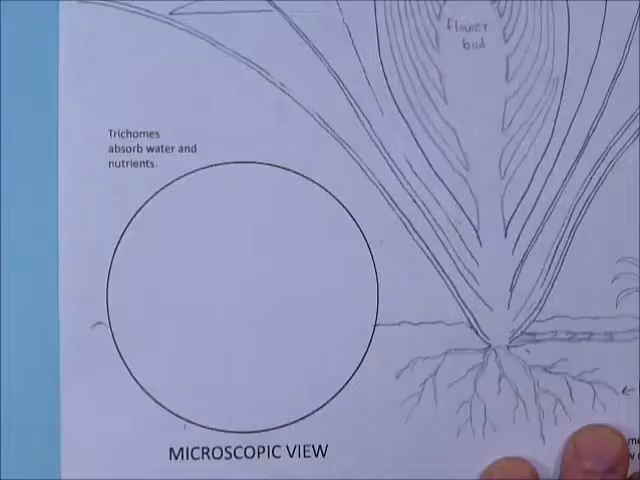 flower
bud
Trichomes
absorb water and
nutrients.
MICROSCOPIC VIEW